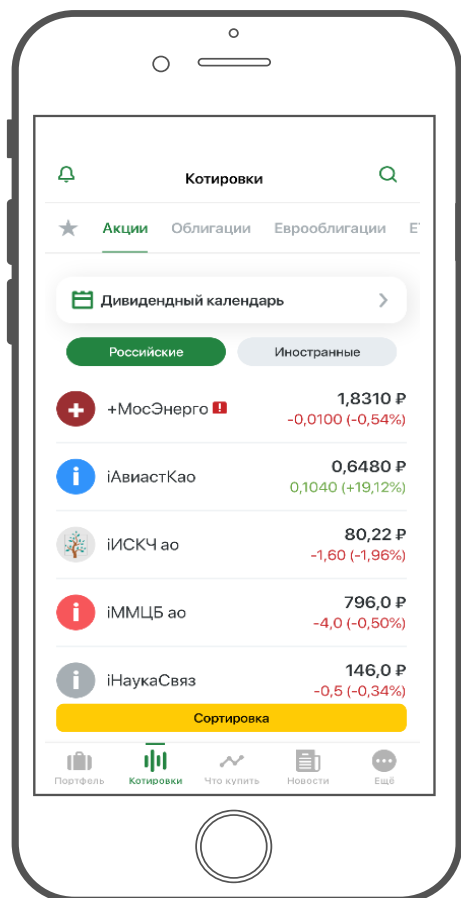 Котировки
Акции Облигации Еврооблигации
Дивидендный календарь
Российские Иностранные
+МосЭнерго ! 1,8310 ₽
-0,0100 (-0,54%)
iАвиастКао 0,6480 ₽
0,1040 (+19,12%)
iИСКЧ ао 80,22 ₽
-1,60 (-1,96%)
iММЦБ ао 796,0 ₽
-4,0 (-0,50%)
iНаукаСвяз 146,0 ₽
-0,5 (-0,34%)
Сортировка
Портфель Котировки Что купить Новости Ещё